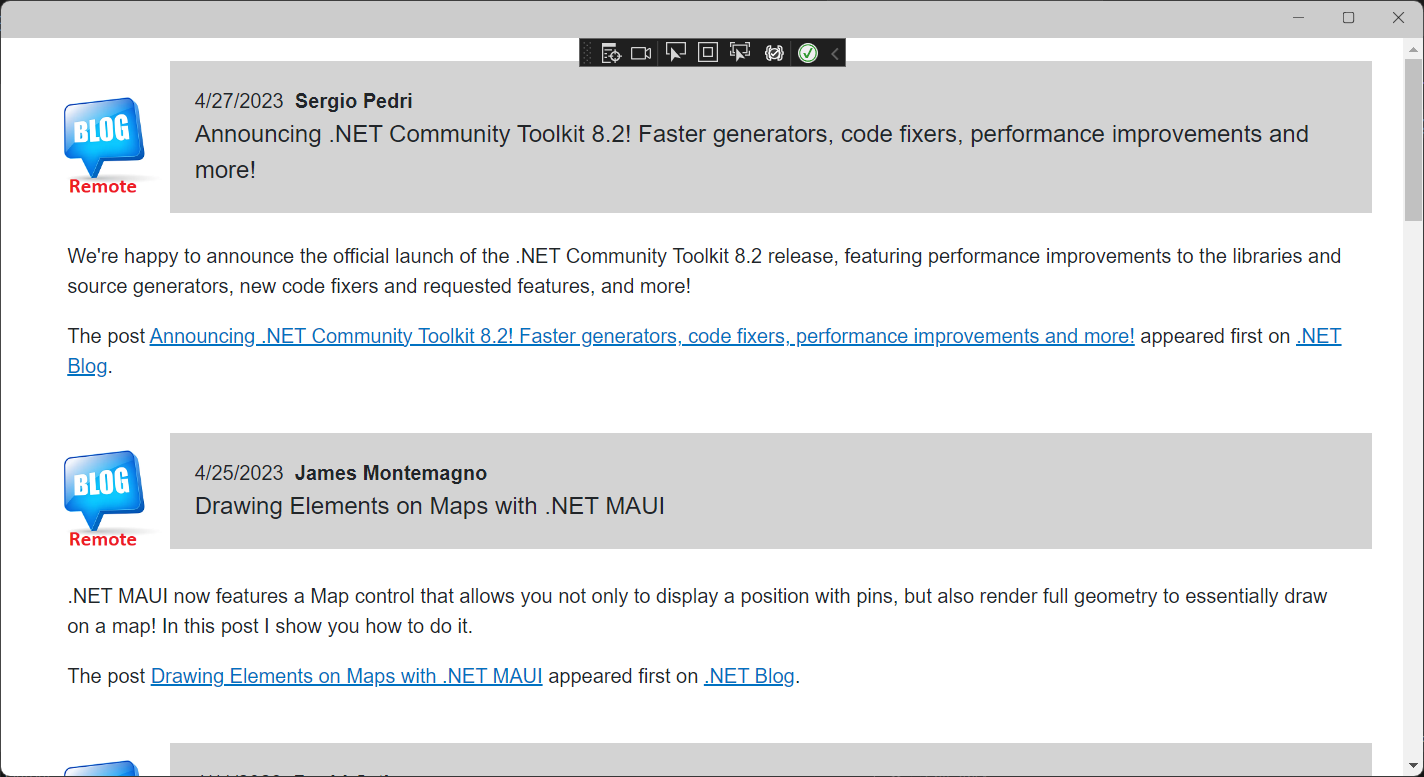 4/27/2023 Sergio Pedri
Announcing .NET Community Toolkit 8.2! Faster generators, code fixers, performance improvements and
more!
BLOG
Remote
We're happy to announce the official launch of the .NET Community Toolkit 8.2 release, featuring performance improvements to the libraries and
source generators, new code fixers and requested features, and more!
The post Announcing .NET Community Toolkit 8.2! Faster generators, code fixers, performance improvements and more! appeared first on .NET
Blog.
4/25/2023 James Montemagno
Drawing Elements on Maps with .NET MAUI
BLOG
Remote
.NET MAUI now features a Map control that allows you not only to display a position with pins, but also render full geometry to essentially draw
on a map! In this post I show you how to do it.
The post Drawing Elements on Maps with .NET MAUI appeared first on .NET Blog.